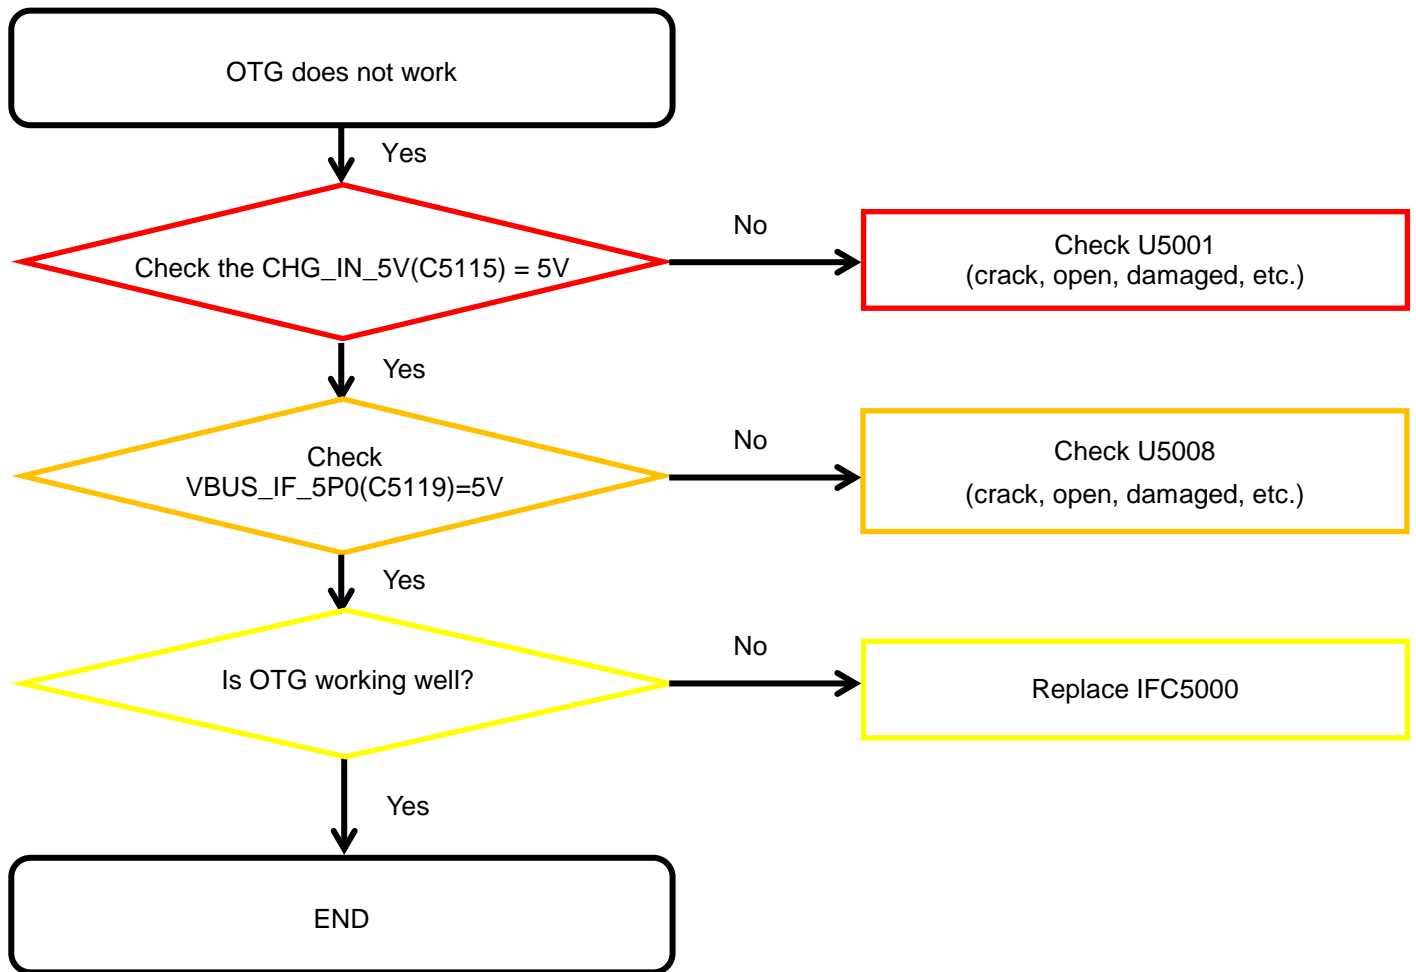 OTG does not work
Yes
Check the CHG_IN_5V(C5115) = 5V
No
Check U5001
(crack, open, damaged, etc.)
Yes
Check
VBUS_IF_5P0(C5119)=5V
No
Check U5008
(crack, open, damaged, etc.)
Yes
Is OTG working well?
No
Replace IFC5000
Yes
END